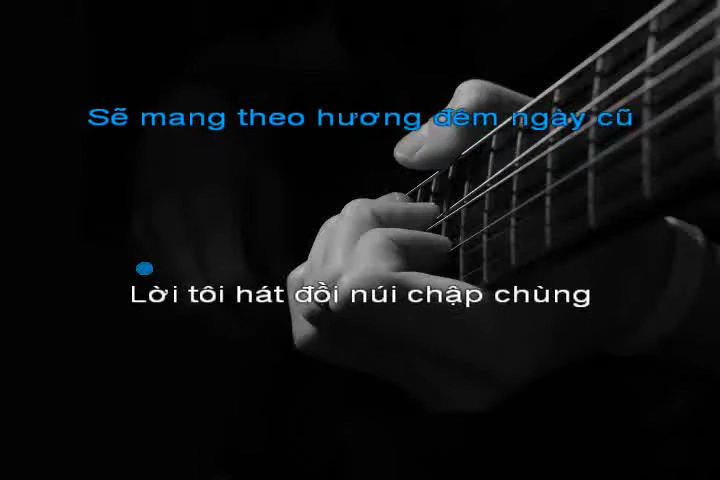 Sẽ mang theo hương đêm ngày cũ
Lời tôi hát đồi núi chập chùng